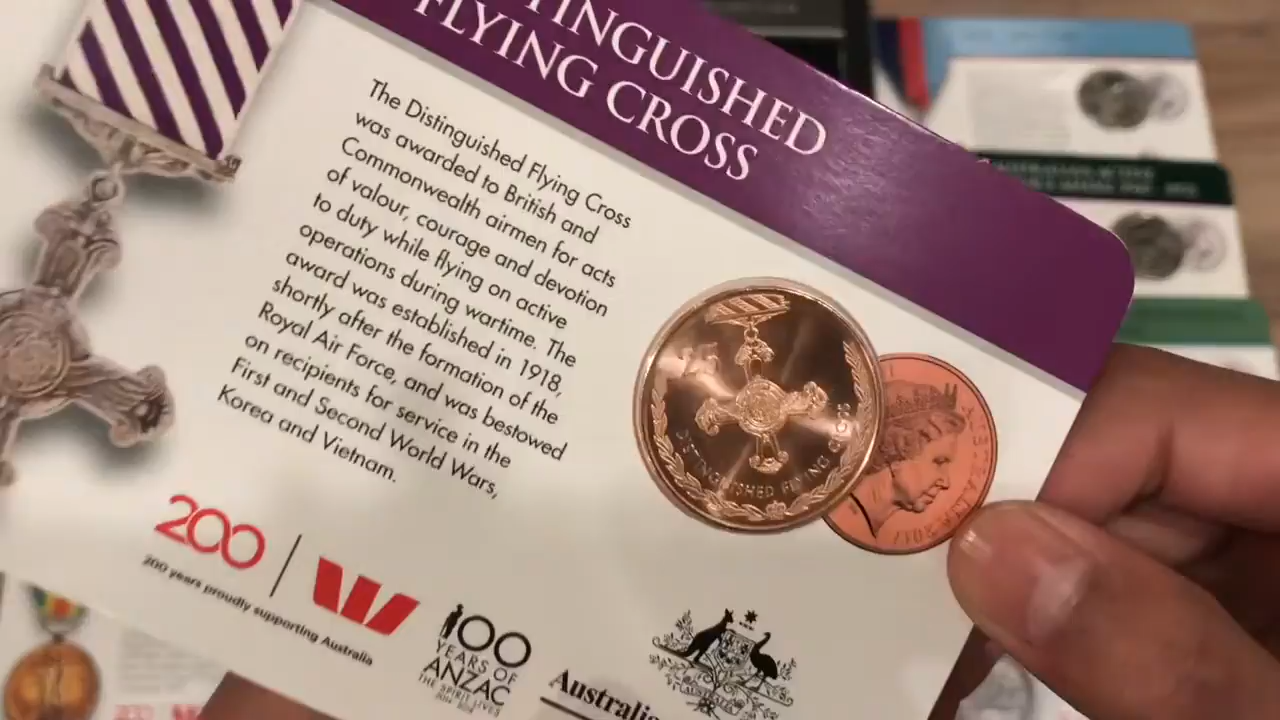 TINGUISHED
FLYING CROSS
The Distinguished Flying Cross
was awarded to British and
Commonwealth airmen for acts
of valour, courage and devotion
to duty while flying on active
operations during wartime. The
award was established in 1918,
shortly after the formation of the
Royal Air Force, and was bestowed
on recipients for service in the
First and Second World Wars,
Korea and Vietnam.
25
DISTINGUISHED FLYING CROSS
200
200 years proudly supporting Australia
100
YEARS OF
ANZAC
THE SPIRIT LIVES
2014-2018
Australia